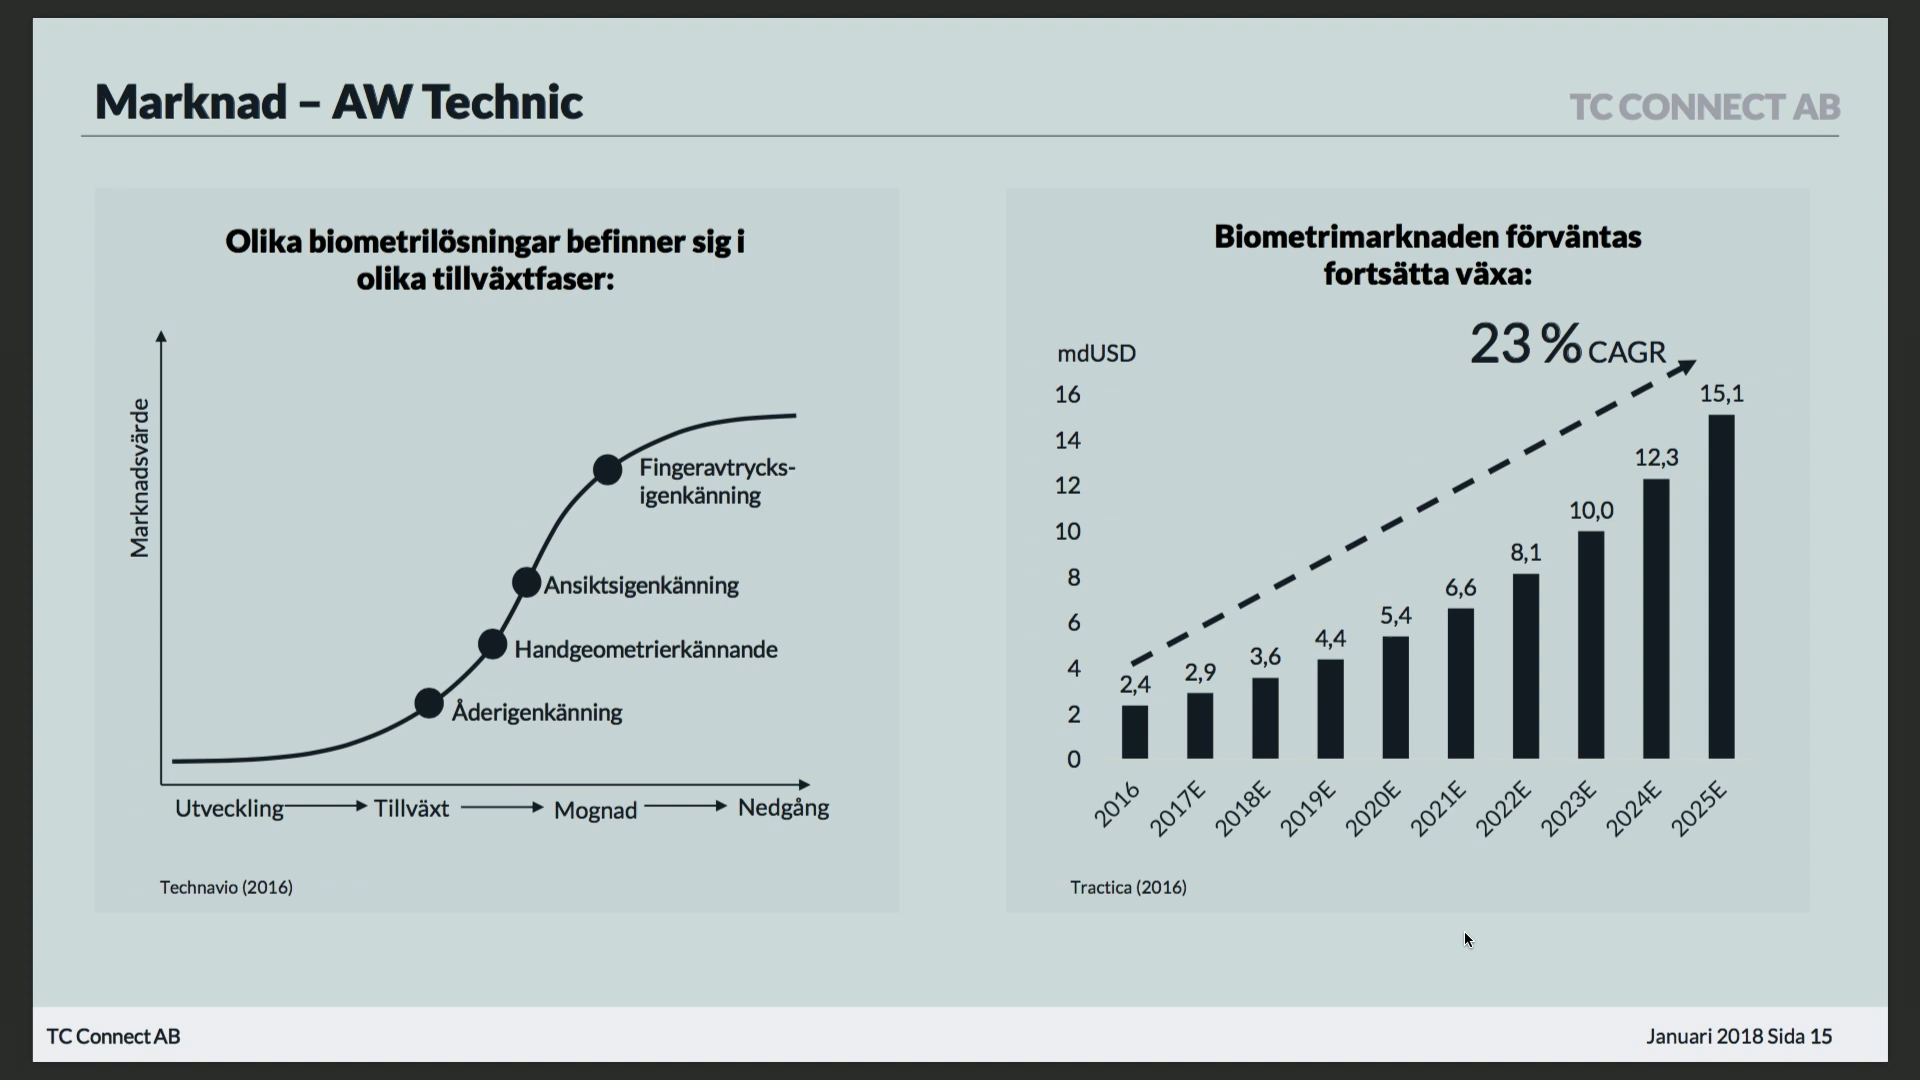 Marknad – AW Technic
TC CONNECT AB
Olika biometrilösningar befinner sig i
olika tillväxtfaser:
Marknadsvärde
Fingeravtrycks-
igenkänning
Ansiktsigenkänning
Handgeometrierkännande
Åderigenkänning
Utveckling Tillväxt Mognad Nedgång
Technavio (2016)
Biometrimarknaden förväntas
fortsätta växa:
mdUSD
23 % CAGR
16
14
12
10
8
6
4
2
0
2,4
2,9
3,6
4,4
5,4
6,6
8,1
10,0
12,3
15,1
2016
2017E
2018E
2019E
2020E
2021E
2022E
2023E
2024E
2025E
Tractica (2016)
TC Connect AB
Januari 2018 Sida 15